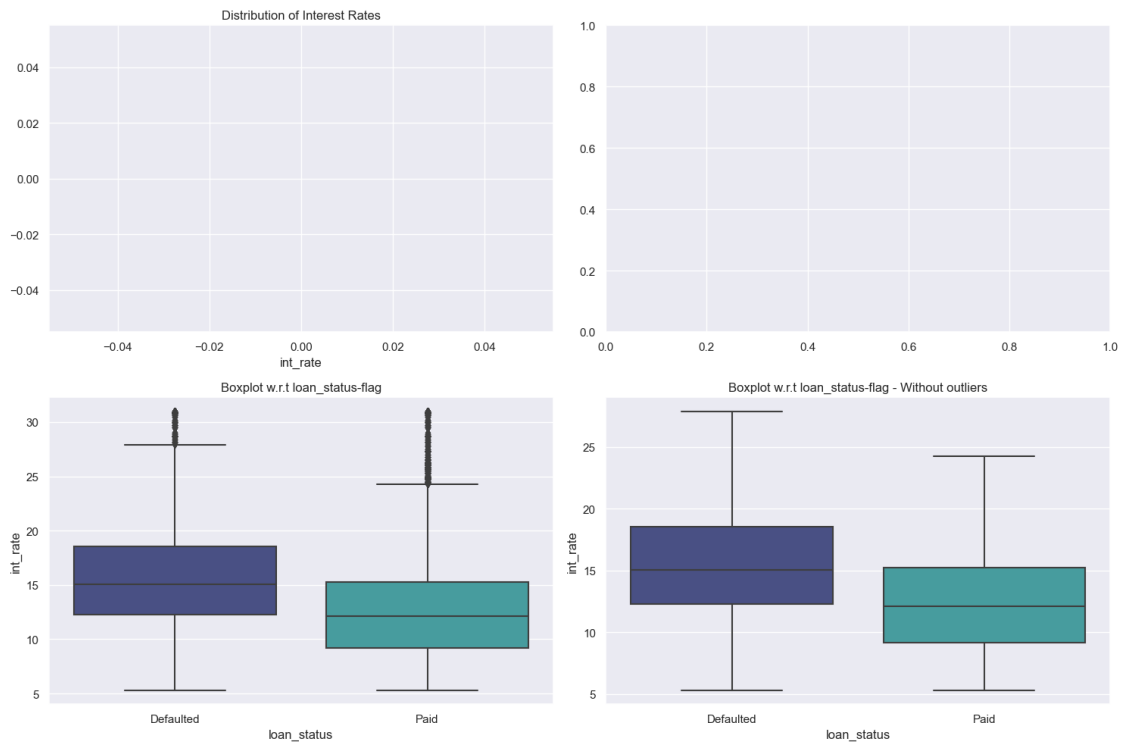 Distribution of Interest Rates
0.04
0.02
0.00
−0.02
−0.04
−0.04 −0.02 0.00 0.02 0.04
int_rate
1.0
0.8
0.6
0.4
0.2
0.0
0.0 0.2 0.4 0.6 0.8 1.0
Boxplot w.r.t loan_status-flag
int_rate
30
25
20
15
10
5
Defaulted Paid
loan_status
Boxplot w.r.t loan_status-flag - Without outliers
int_rate
25
20
15
10
5
Defaulted Paid
loan_status